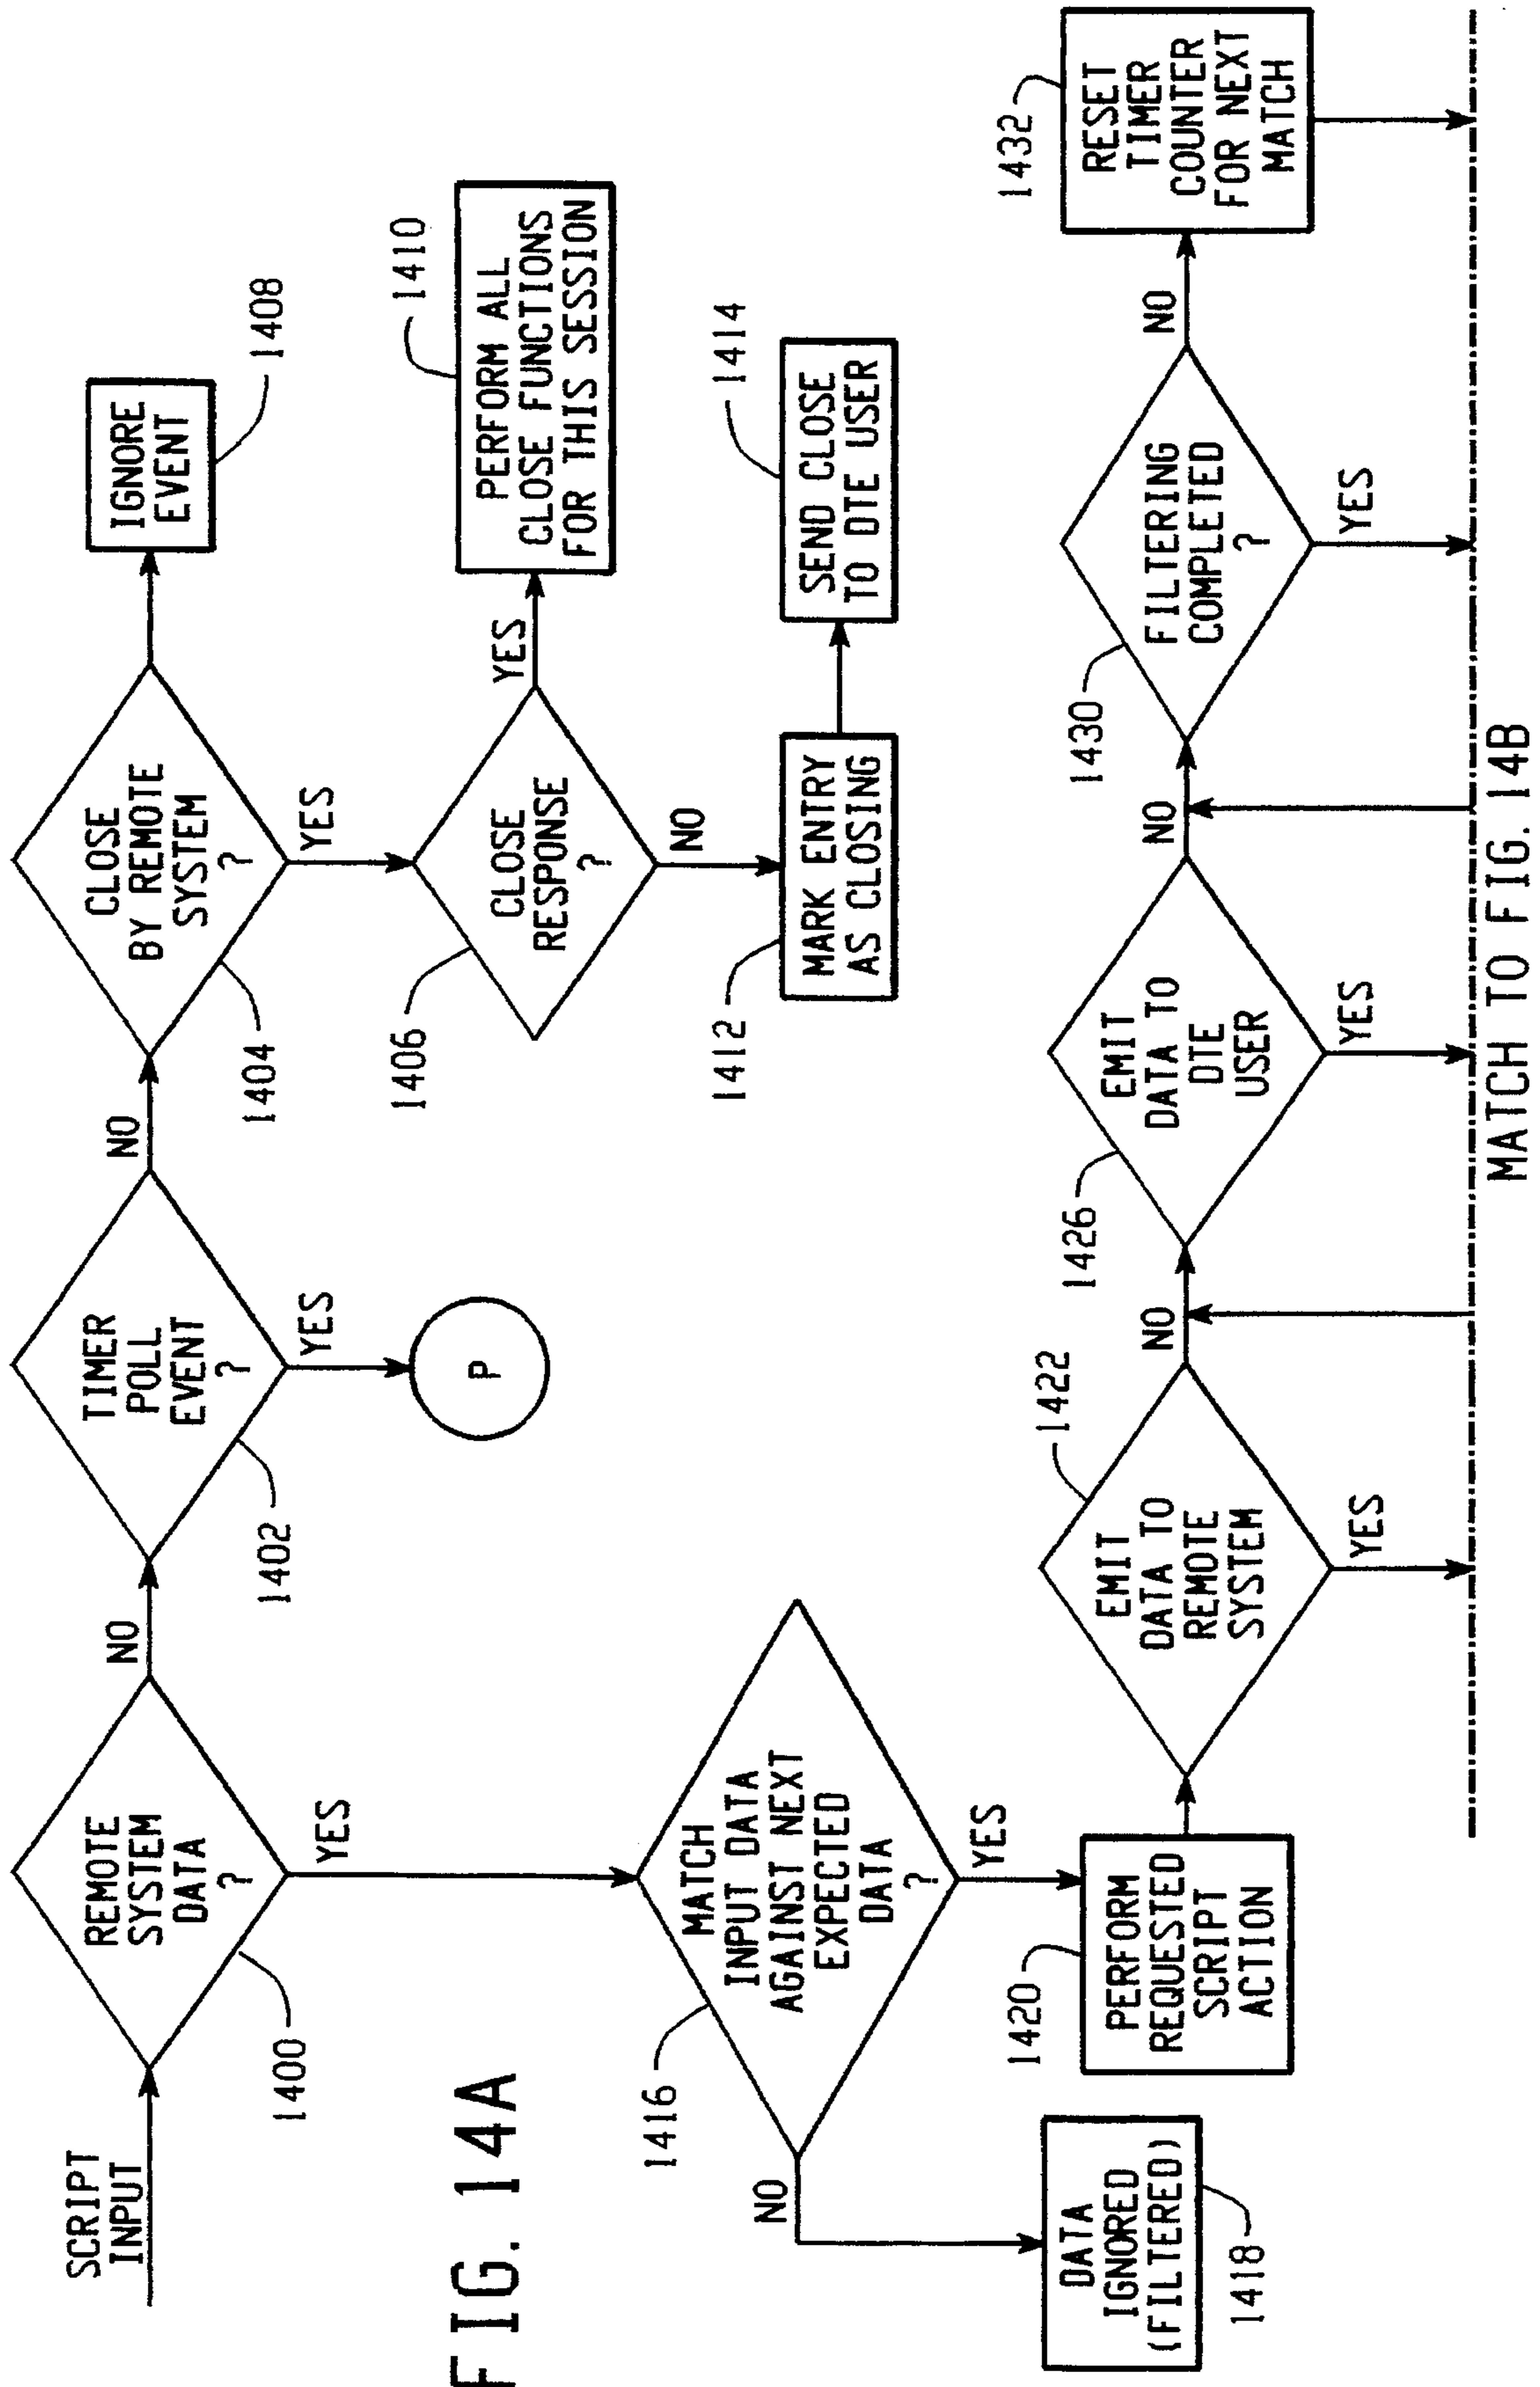 SCRIPT
INPUT
REMOTE
SYSTEM
DATA
?
1400
NO
YES
TIMER
POLL
EVENT
?
1402
NO
YES
P
CLOSE
BY REMOTE
SYSTEM
?
1404
YES
IGNORE
EVENT
1408
CLOSE
RESPONSE
?
1406
YES
NO
PERFORM ALL
CLOSE FUNCTIONS
FOR THIS SESSION
1410
MARK ENTRY
AS CLOSING
1412
SEND CLOSE
TO DTE USER
1414
FIG. 14A
MATCH
INPUT DATA
AGAINST NEXT
EXPECTED
DATA
?
1416
NO
YES
DATA
IGNORED
(FILTERED)
1418
PERFORM
REQUESTED
SCRIPT
ACTION
1420
EMIT
DATA TO
REMOTE
SYSTEM
1422
NO
YES
EMIT
DATA TO
DTE
USER
1426
NO
YES
FILTERING
COMPLETED
?
1430
NO
YES
RESET
TIMER
COUNTER
FOR NEXT
MATCH
1432
MATCH TO FIG. 14B